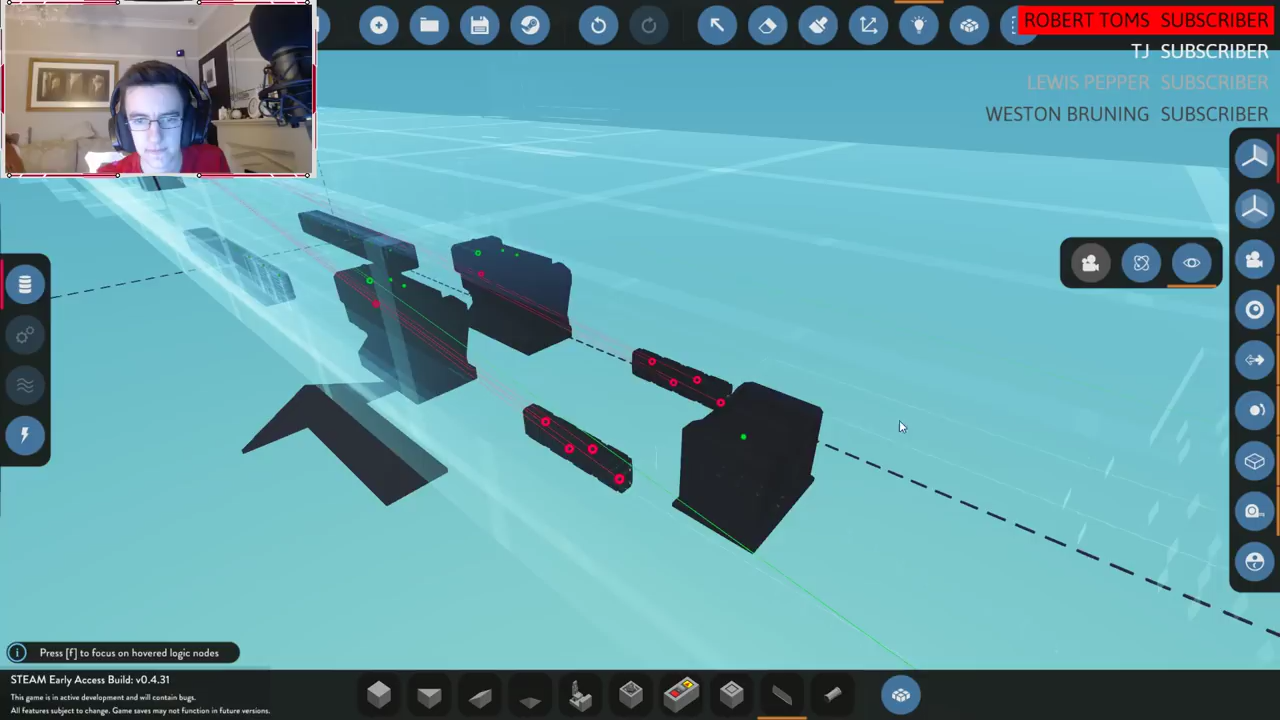 ROBERT TOMS SUBSCRIBER
TJ SUBSCRIBER
LEWIS PEPPER SUBSCRIBER
WESTON BRUNING SUBSCRIBER
Press [f] to focus on hovered logic nodes
STEAM Early Access Build: v0.4.31
This game is in active development and will contain bugs.
All features subject to change. Game saves may not function in future versions.